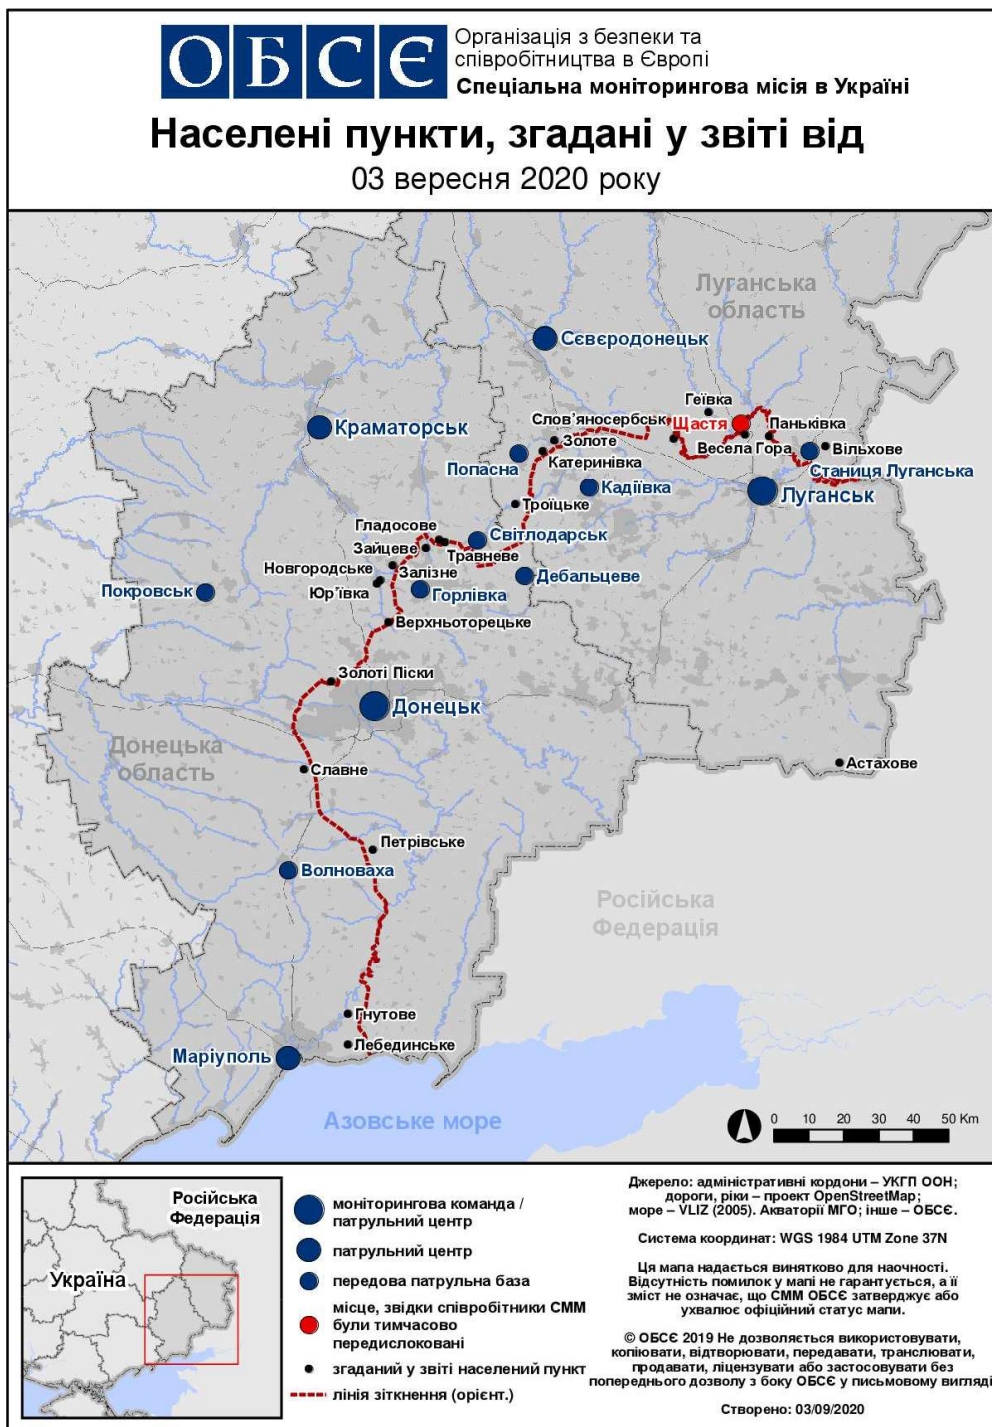 ОБСЄ
Організація з безпеки та
співробітництва в Європі
Спеціальна моніторингова місія в Україні
Населені пункти, згадані у звіті від
03 вересня 2020 року
Луганська
область
Сєвєродонецьк
Геївка
Слов’яносербськ
Щастя
Паньківка
Краматорськ
Золоте
Весела Гора
Вільхове
Попасна
Катеринівка
Станиця Луганська
Кадіївка
Луганськ
Троїцьке
Гладосове
Світлодарськ
Зайцеве
Травневе
Новгородське
Залізне
Дебальцеве
Покровськ
Юр’ївка
Горлівка
Верхньоторецьке
Золоті Піски
Донецьк
Донецька
область
Славне
Астахове
Петрівське
Волноваха
Російська
Федерація
Гнутове
Лебединське
Маріуполь
Азовське море
0 10 20 30 40 50 Km
Російська
Федерація
Україна
моніторингова команда /
патрульний центр
патрульний центр
передова патрульна база
місце, звідки співробітники СММ
були тимчасово
передислоковані
згаданий у звіті населений пункт
лінія зіткнення (орієнт.)
Джерело: адміністративні кордони – УКГП ООН;
дороги, ріки – проект OpenStreetMap;
море – VLIZ (2005). Акваторії МГО; інше – ОБСЄ.
Система координат: WGS 1984 UTM Zone 37N
Ця мапа надається винятково для наочності.
Відсутність помилок у мапі не гарантується, а її
зміст не означає, що СММ ОБСЄ затверджує або
ухвалює офіційний статус мапи.
© ОБСЄ 2019 Не дозволяється використовувати,
копіювати, відтворювати, передавати, транслювати,
продавати, ліцензувати або застосовувати без
попереднього дозволу з боку ОБСЄ у письмовому вигляді
Створено: 03/09/2020